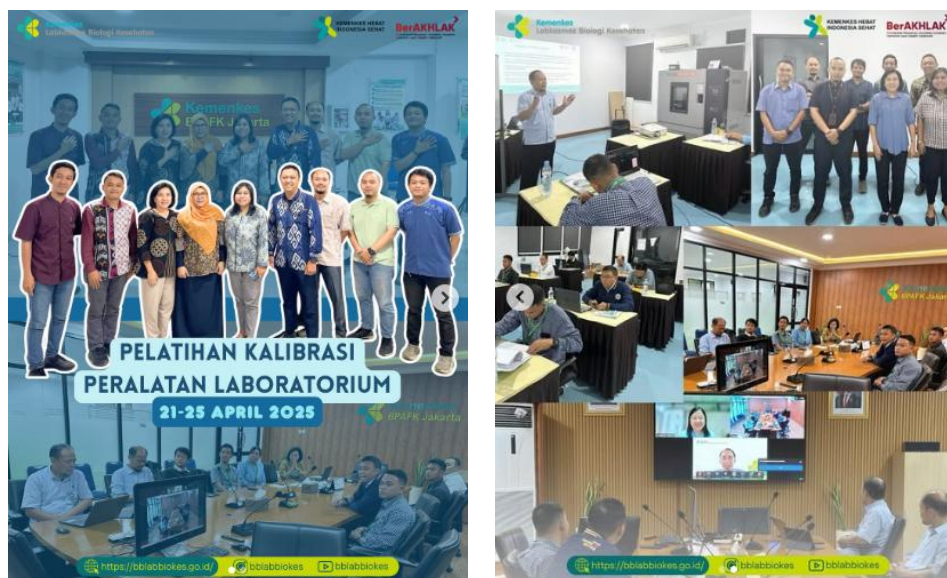 Kemenkes
Labkesmas Biologi Kesehatan
KEMENKES HEBAT
INDONESIA SEHAT
BerAKHLAK
Kemenkes
BPAFK Jakarta
PELATIHAN KALIBRASI
PERALATAN LABORATORIUM
21-25 APRIL 2025
BPAFK Jakarta
https://bblabbiokes.go.id/
bblabbiokes
bblabbiokes
Kemenkes
Labkesmas Biologi Kesehatan
KEMENKES HEBAT
INDONESIA SEHAT
BerAKHLAK
Kemenkes
BPAFK Jakarta
https://bblabbiokes.go.id/
bblabbiokes
bblabbiokes